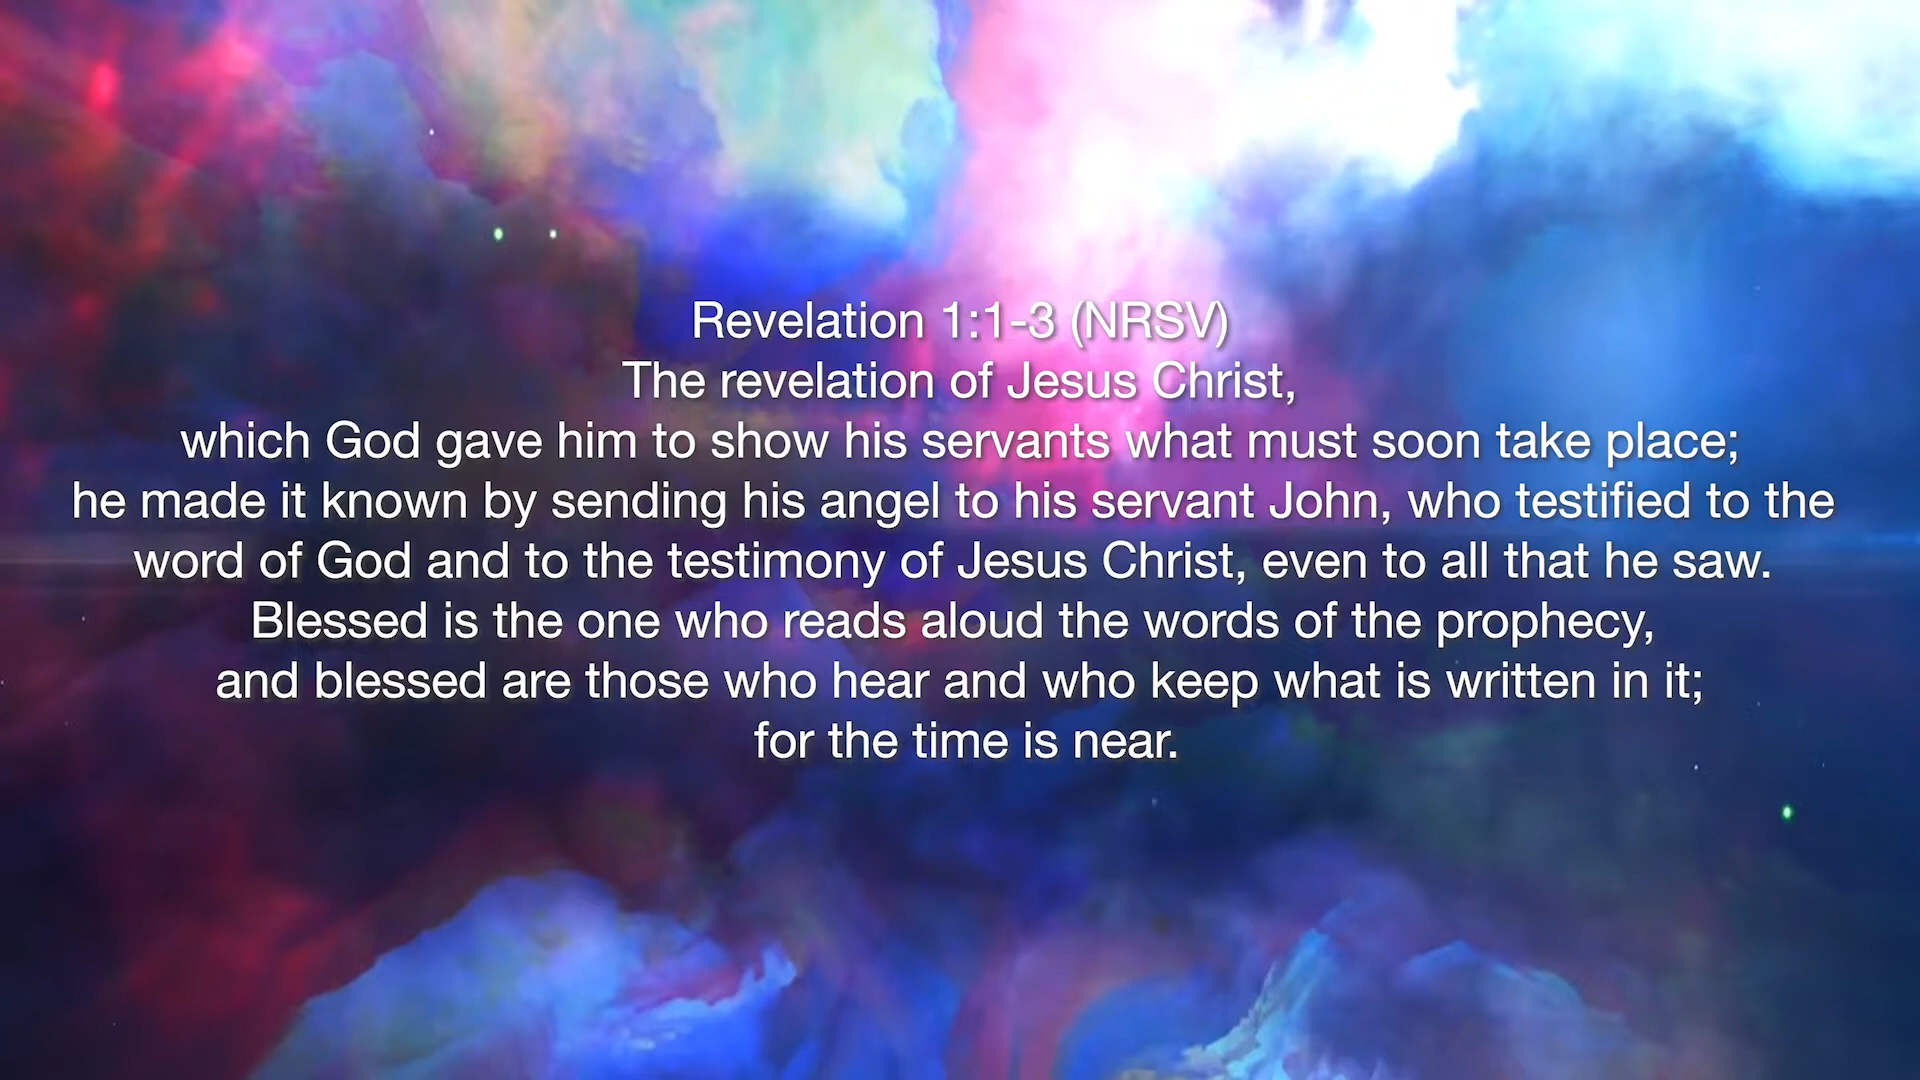 Revelation 1:1-3 (NRSV)
The revelation of Jesus Christ,
which God gave him to show his servants what must soon take place;
he made it known by sending his angel to his servant John, who testified to the
word of God and to the testimony of Jesus Christ, even to all that he saw.
Blessed is the one who reads aloud the words of the prophecy,
and blessed are those who hear and who keep what is written in it;
for the time is near.